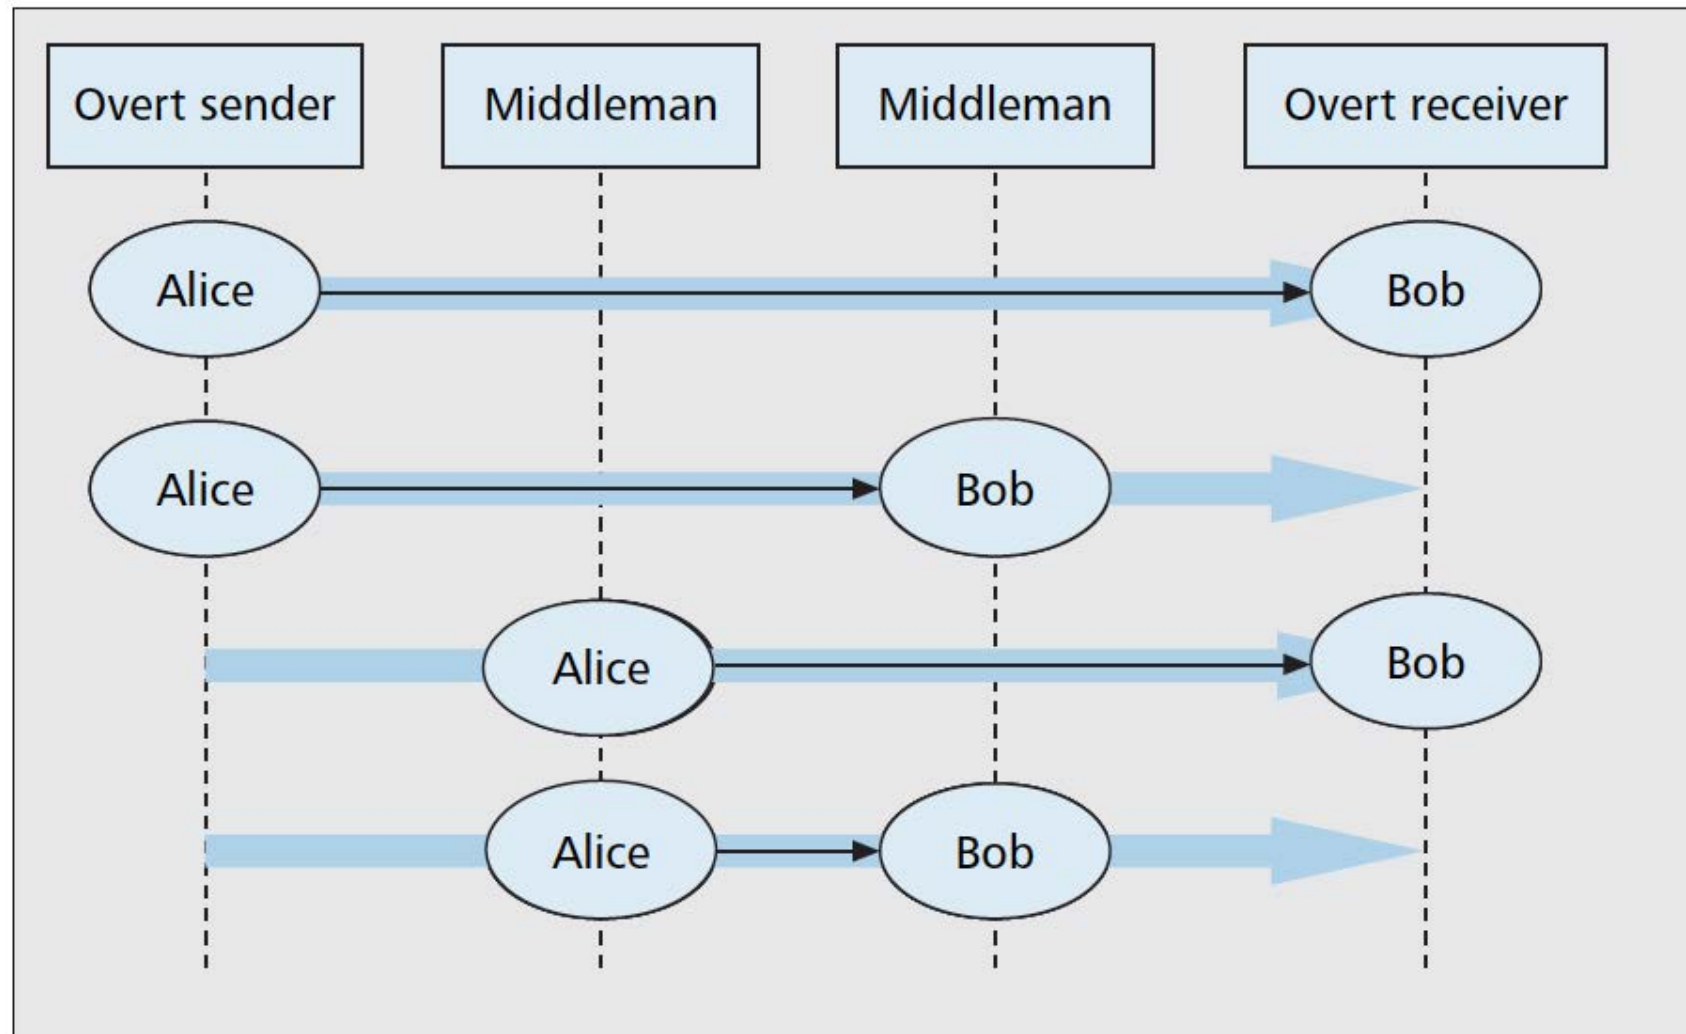 Overt sender
Middleman
Middleman
Overt receiver
Alice
Bob
Alice
Bob
Alice
Bob
Alice
Bob